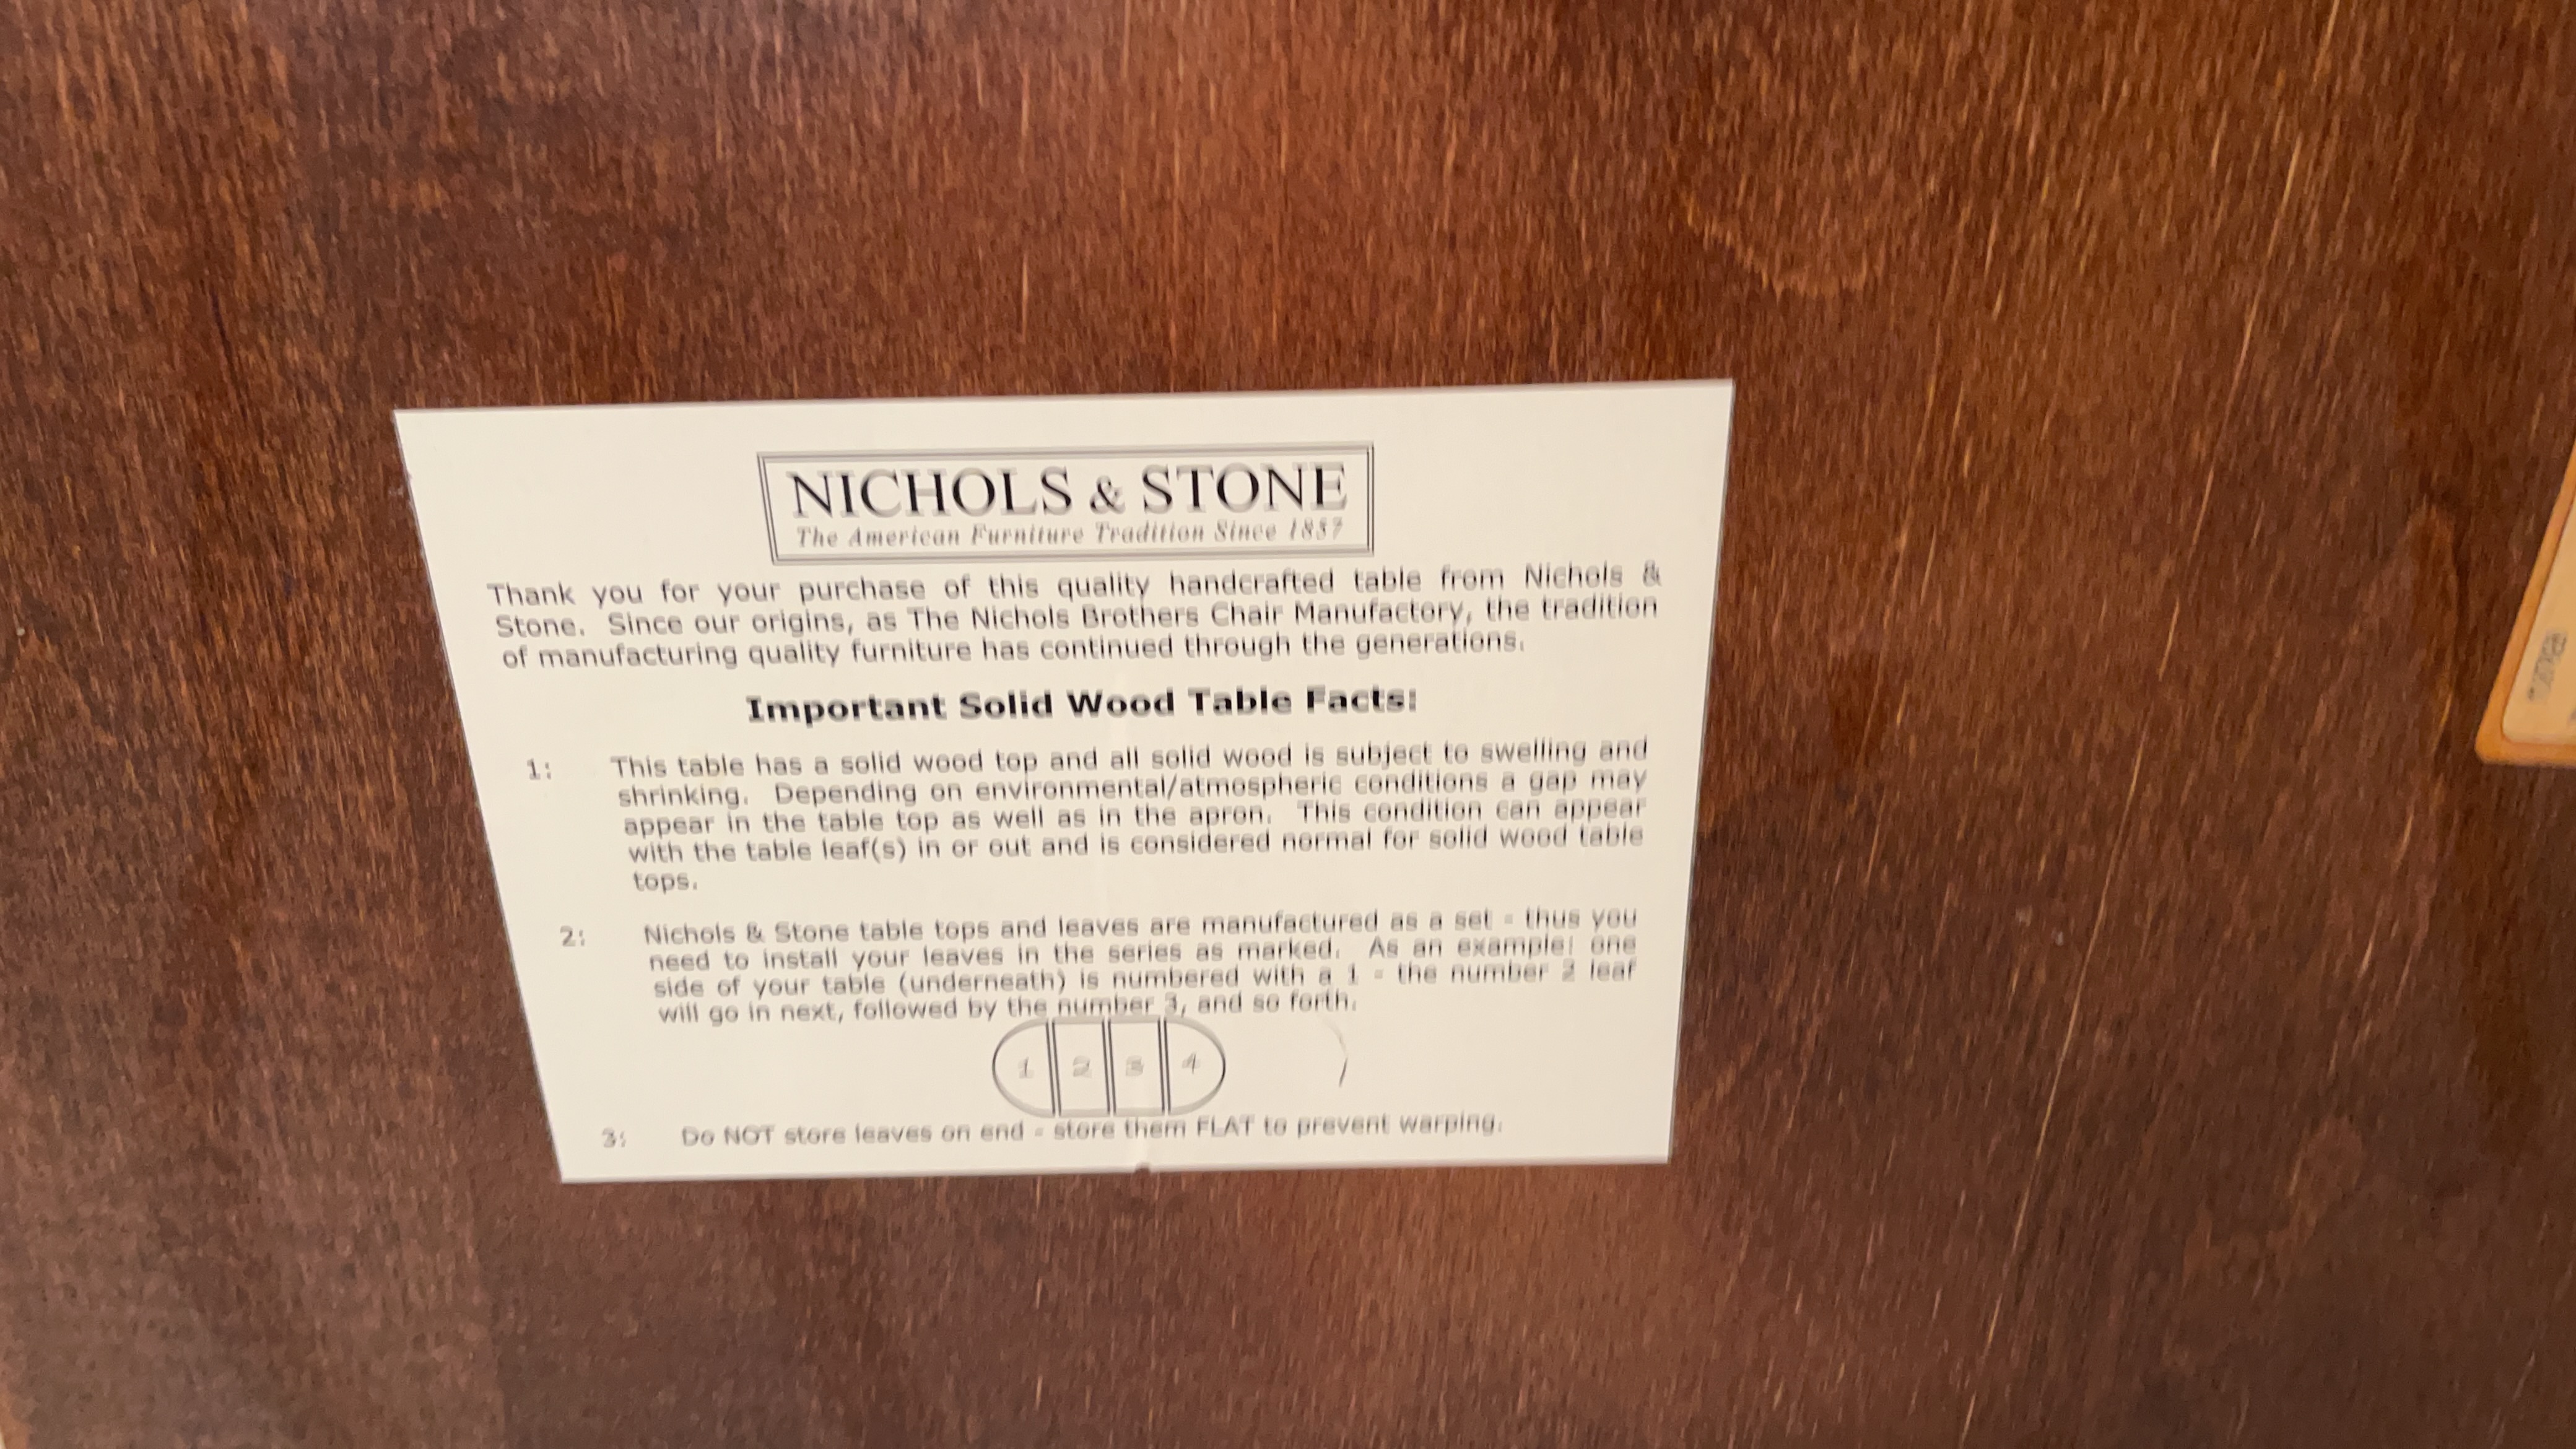 NICHOLS & STONE
The American Furniture Tradition Since 1857
Thank you for your purchase of this quality handcrafted table from Nichols &
Stone. Since our origins, as The Nichols Brothers Chair Manufactory, the tradition
of manufacturing quality furniture has continued through the generations.
Important Solid Wood Table Facts:
1: This table has a solid wood top and all solid wood is subject to swelling and
shrinking. Depending on environmental/atmospheric conditions a gap may
appear in the table top as well as in the apron. This condition can appear
with the table leaf(s) in or out and is considered normal for solid wood table
tops.
2: Nichols & Stone table tops and leaves are manufactured as a set - thus you
need to install your leaves in the series as marked. As an example: one
side of your table (underneath) is numbered with a 1 - the number 2 leaf
will go in next, followed by the number 3, and so forth.
1 2 3 4
3: Do NOT store leaves on end - store them FLAT to prevent warping.